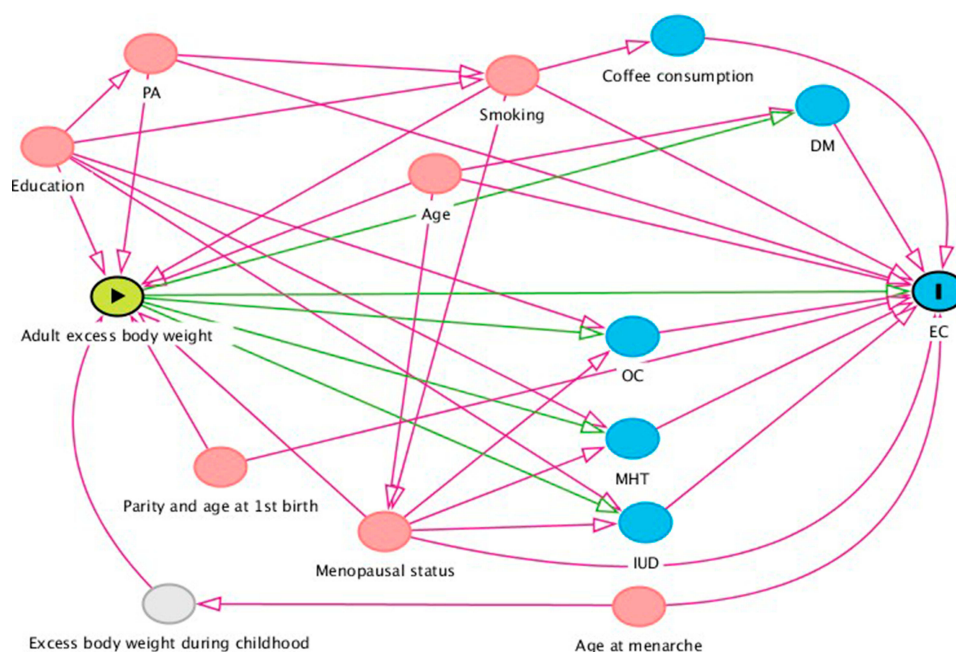 Coffee consumption
PA
Smoking
DM
Education
Age
Adult excess body weight
EC
OC
MHT
Parity and age at 1st birth
IUD
Menopausal status
Excess body weight during childhood
Age at menarche